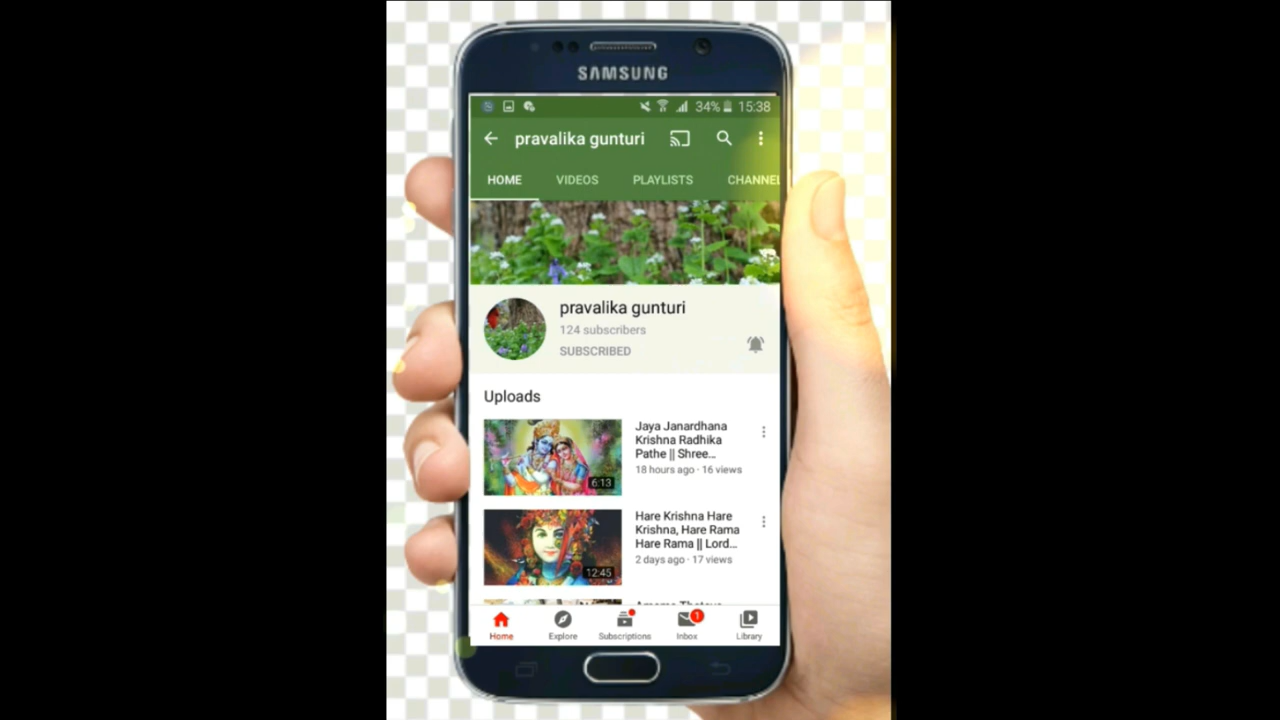 SAMSUNG
34% 15:38
pravalika gunturi
HOME VIDEOS PLAYLISTS CHANNEL
pravalika gunturi
124 subscribers
SUBSCRIBED
Uploads
Jaya Janardhana
Krishna Radhika
Pathe || Shree...
18 hours ago · 16 views
6:13
Hare Krishna Hare
Krishna, Hare Rama
Hare Rama || Lord...
2 days ago · 17 views
12:45
1
Home Explore Subscriptions Inbox Library